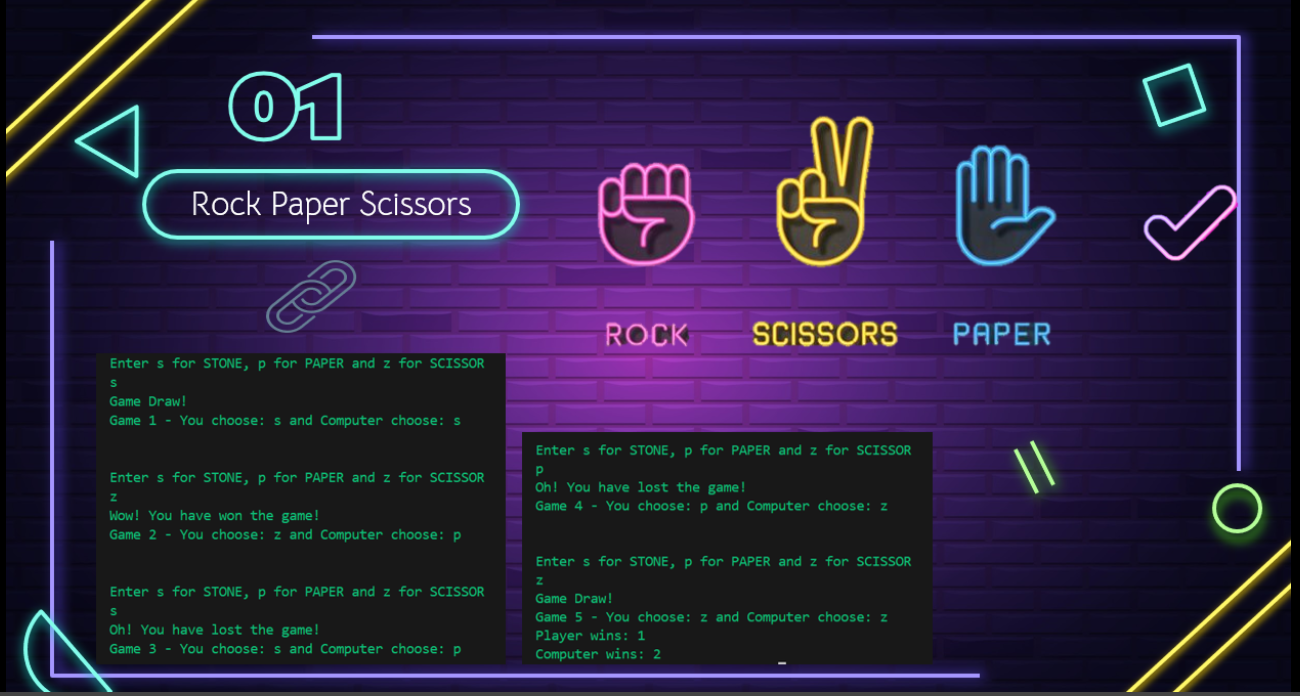 01
Rock Paper Scissors
ROCK
SCISSORS
PAPER
Enter s for STONE, p for PAPER and z for SCISSOR
s
Game Draw!
Game 1 - You choose: s and Computer choose: s
Enter s for STONE, p for PAPER and z for SCISSOR
z
Wow! You have won the game!
Game 2 - You choose: z and Computer choose: p
Enter s for STONE, p for PAPER and z for SCISSOR
s
Oh! You have lost the game!
Game 3 - You choose: s and Computer choose: p
Enter s for STONE, p for PAPER and z for SCISSOR
p
Oh! You have lost the game!
Game 4 - You choose: p and Computer choose: z
Enter s for STONE, p for PAPER and z for SCISSOR
z
Game Draw!
Game 5 - You choose: z and Computer choose: z
Player wins: 1
Computer wins: 2